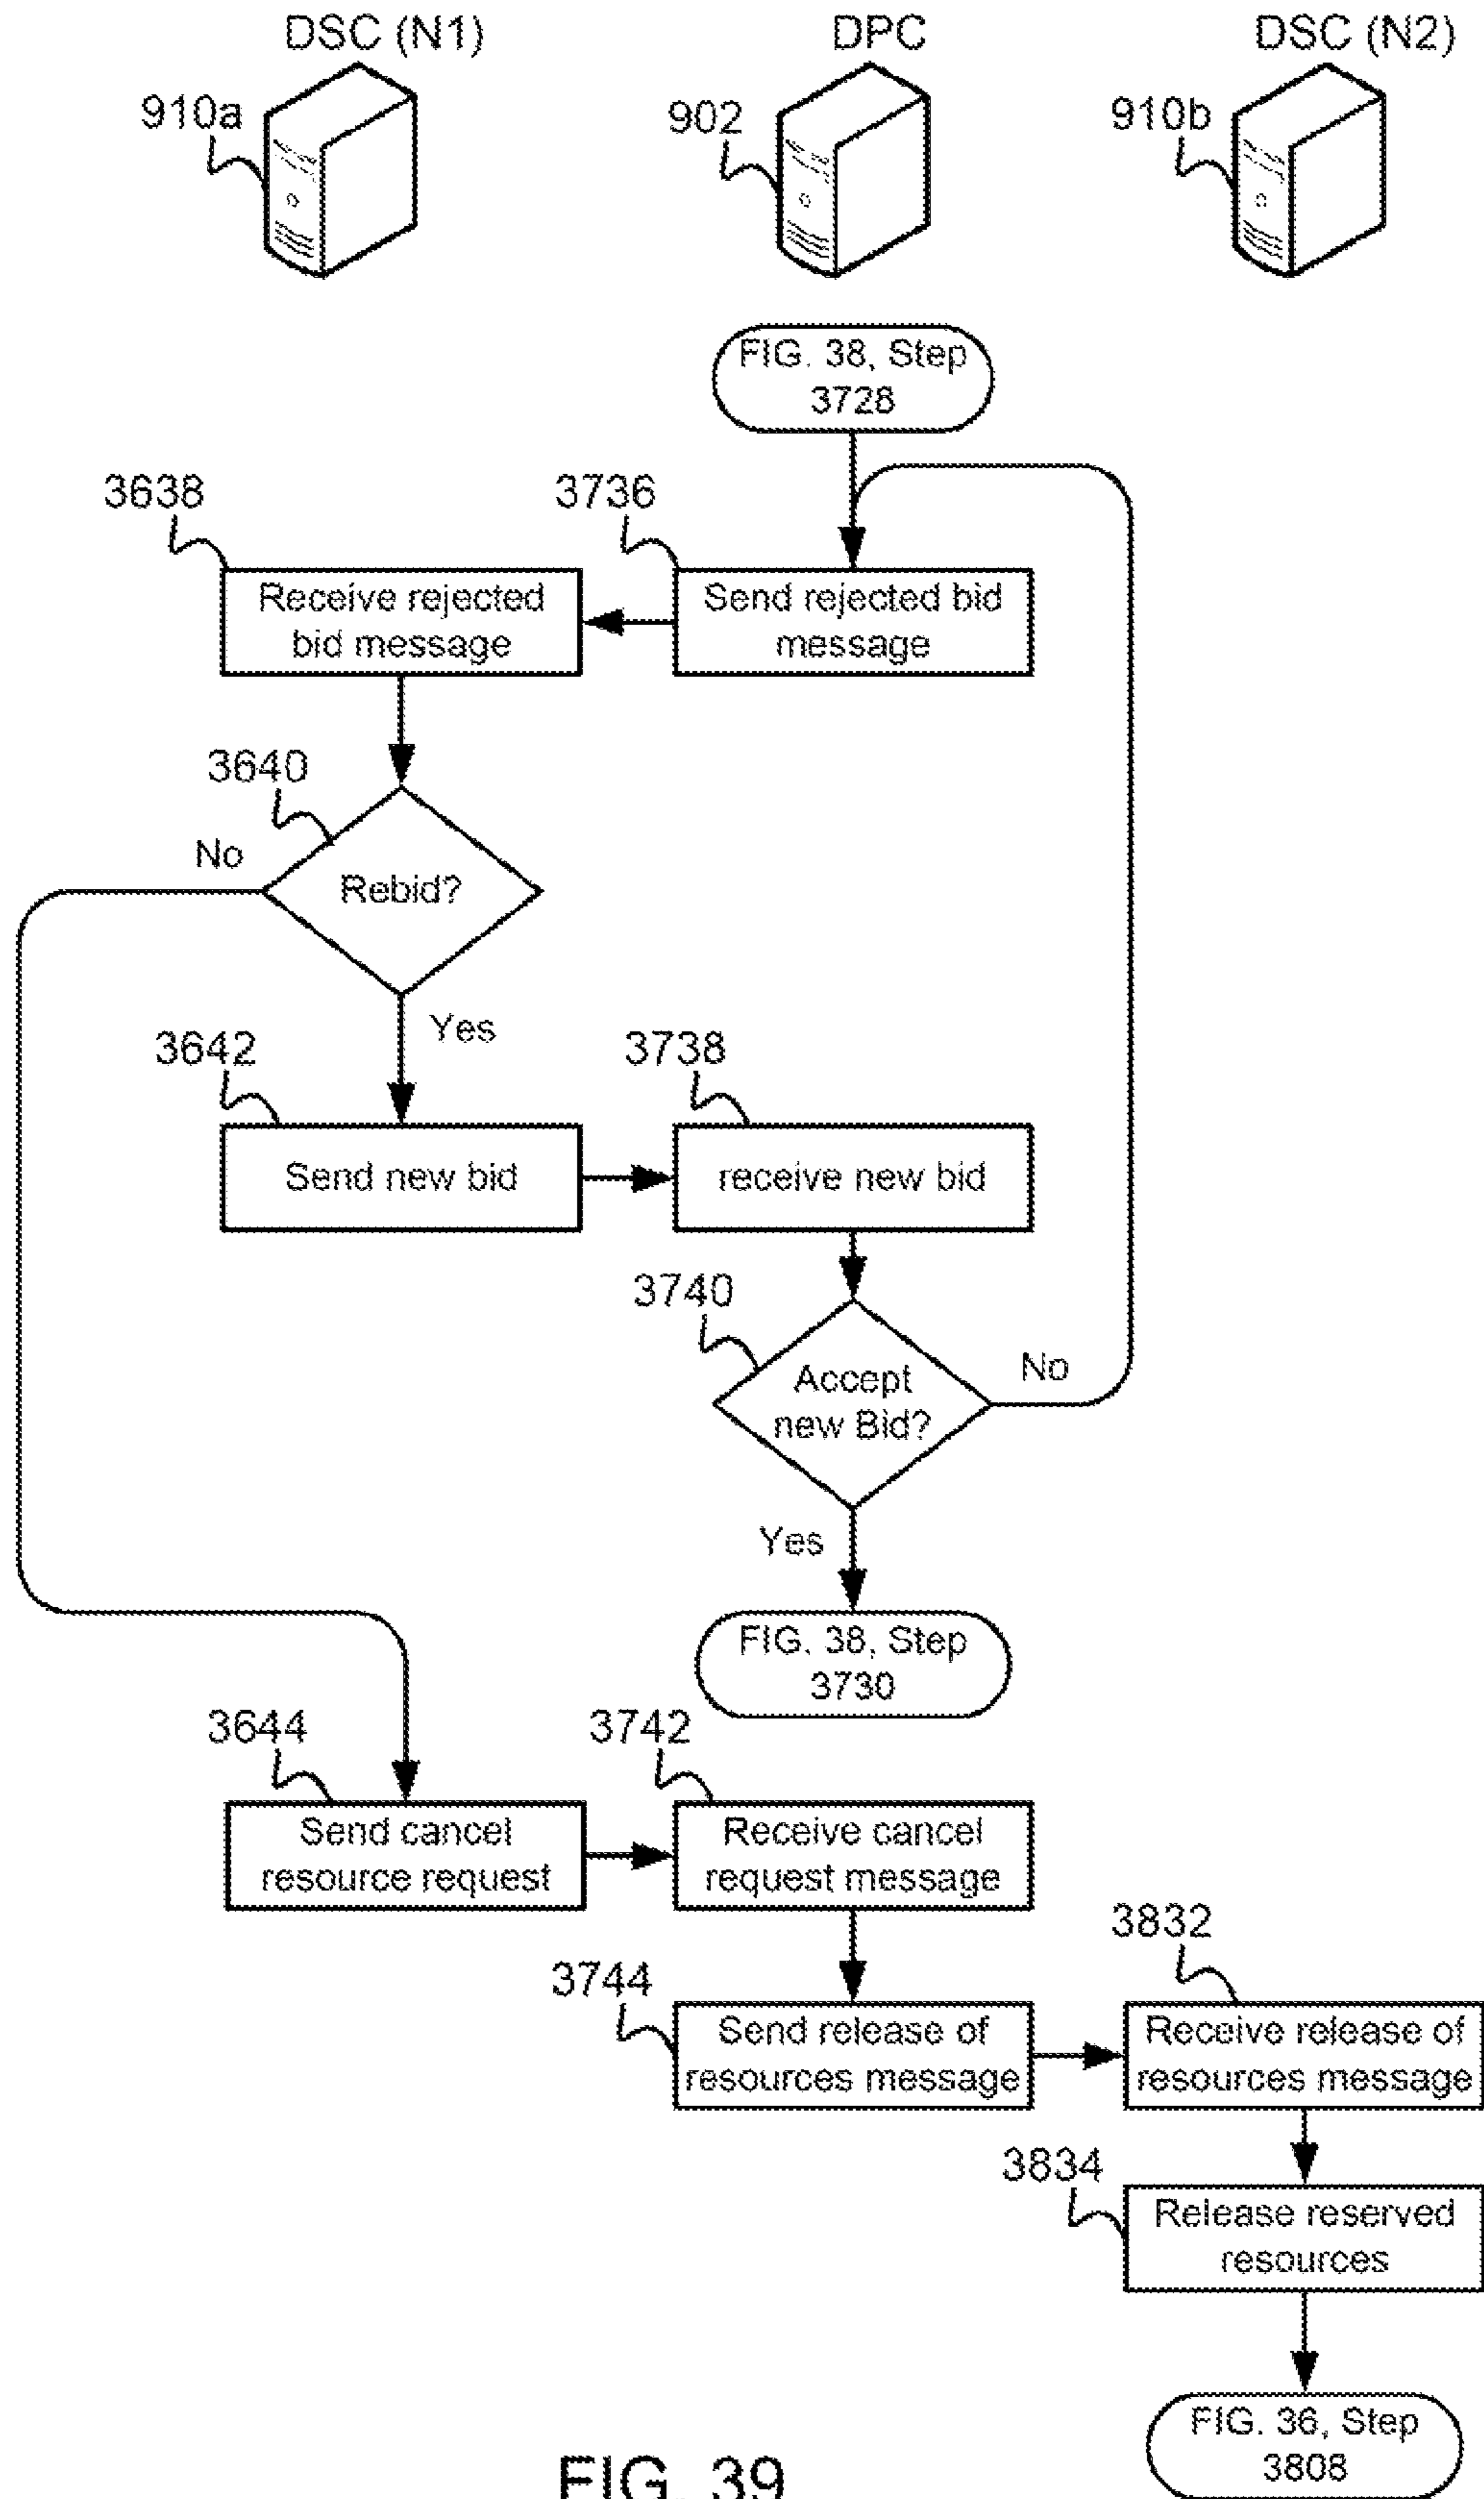 DSC (N1)
DPC
DSC (N2)
910a
902
910b
FIG. 38, Step
3728
3638
3736
Receive rejected
bid message
Send rejected bid
message
3640
No
Rebid?
Yes
3642
3738
Send new bid
receive new bid
3740
Accept
new Bid?
No
Yes
FIG. 38, Step
3730
3644
3742
Send cancel
resource request
Receive cancel
request message
3832
3744
Send release of
resources message
Receive release of
resources message
3834
Release reserved
resources
FIG. 36, Step
3808
FIG. 39